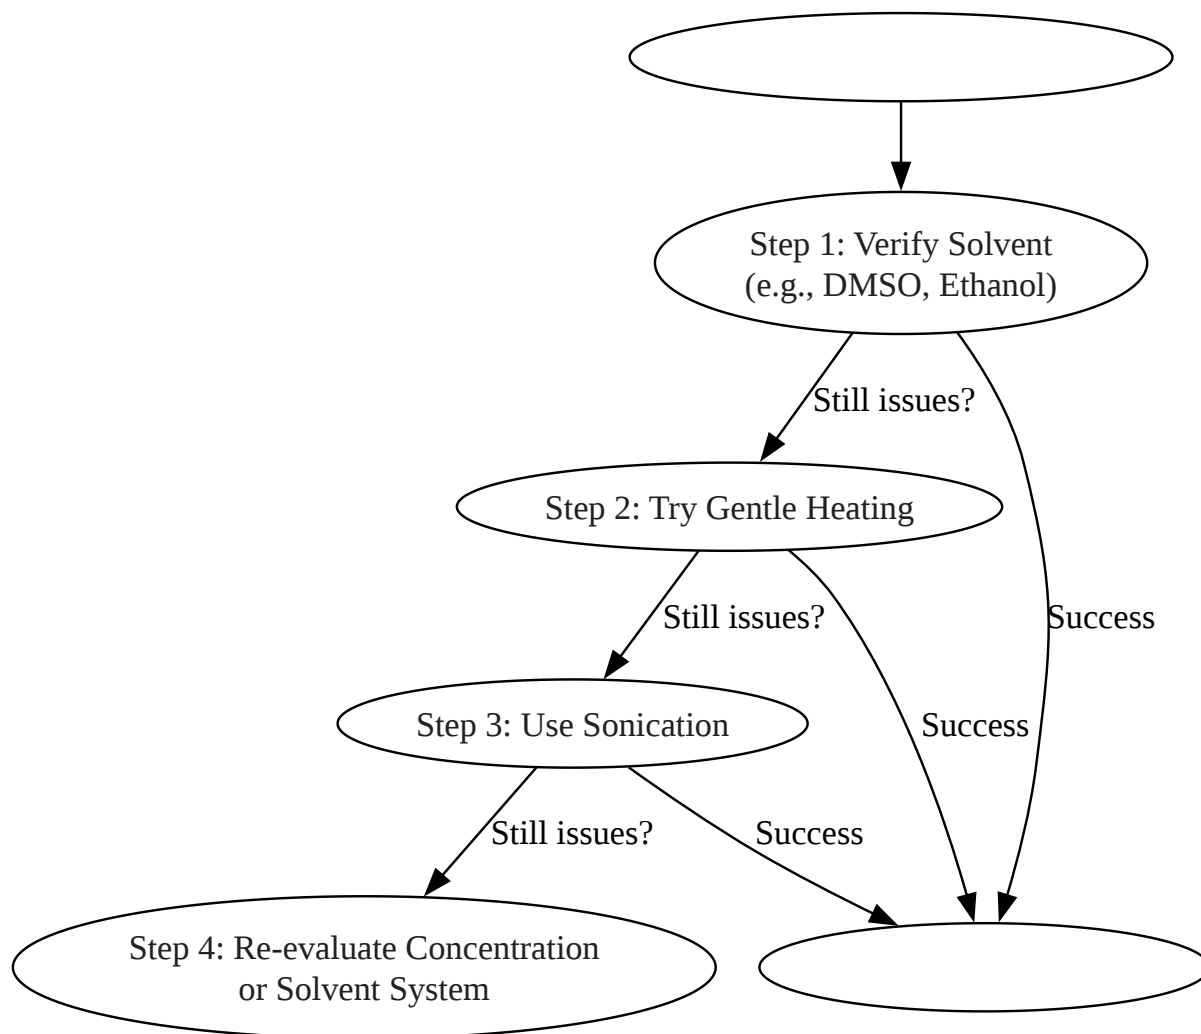 Step 1: Verify Solvent
(e.g., DMSO, Ethanol)
Still issues?
Step 2: Try Gentle Heating
Still issues?
Success
Step 3: Use Sonication
Success
Still issues?
Success
Step 4: Re-evaluate Concentration
or Solvent System